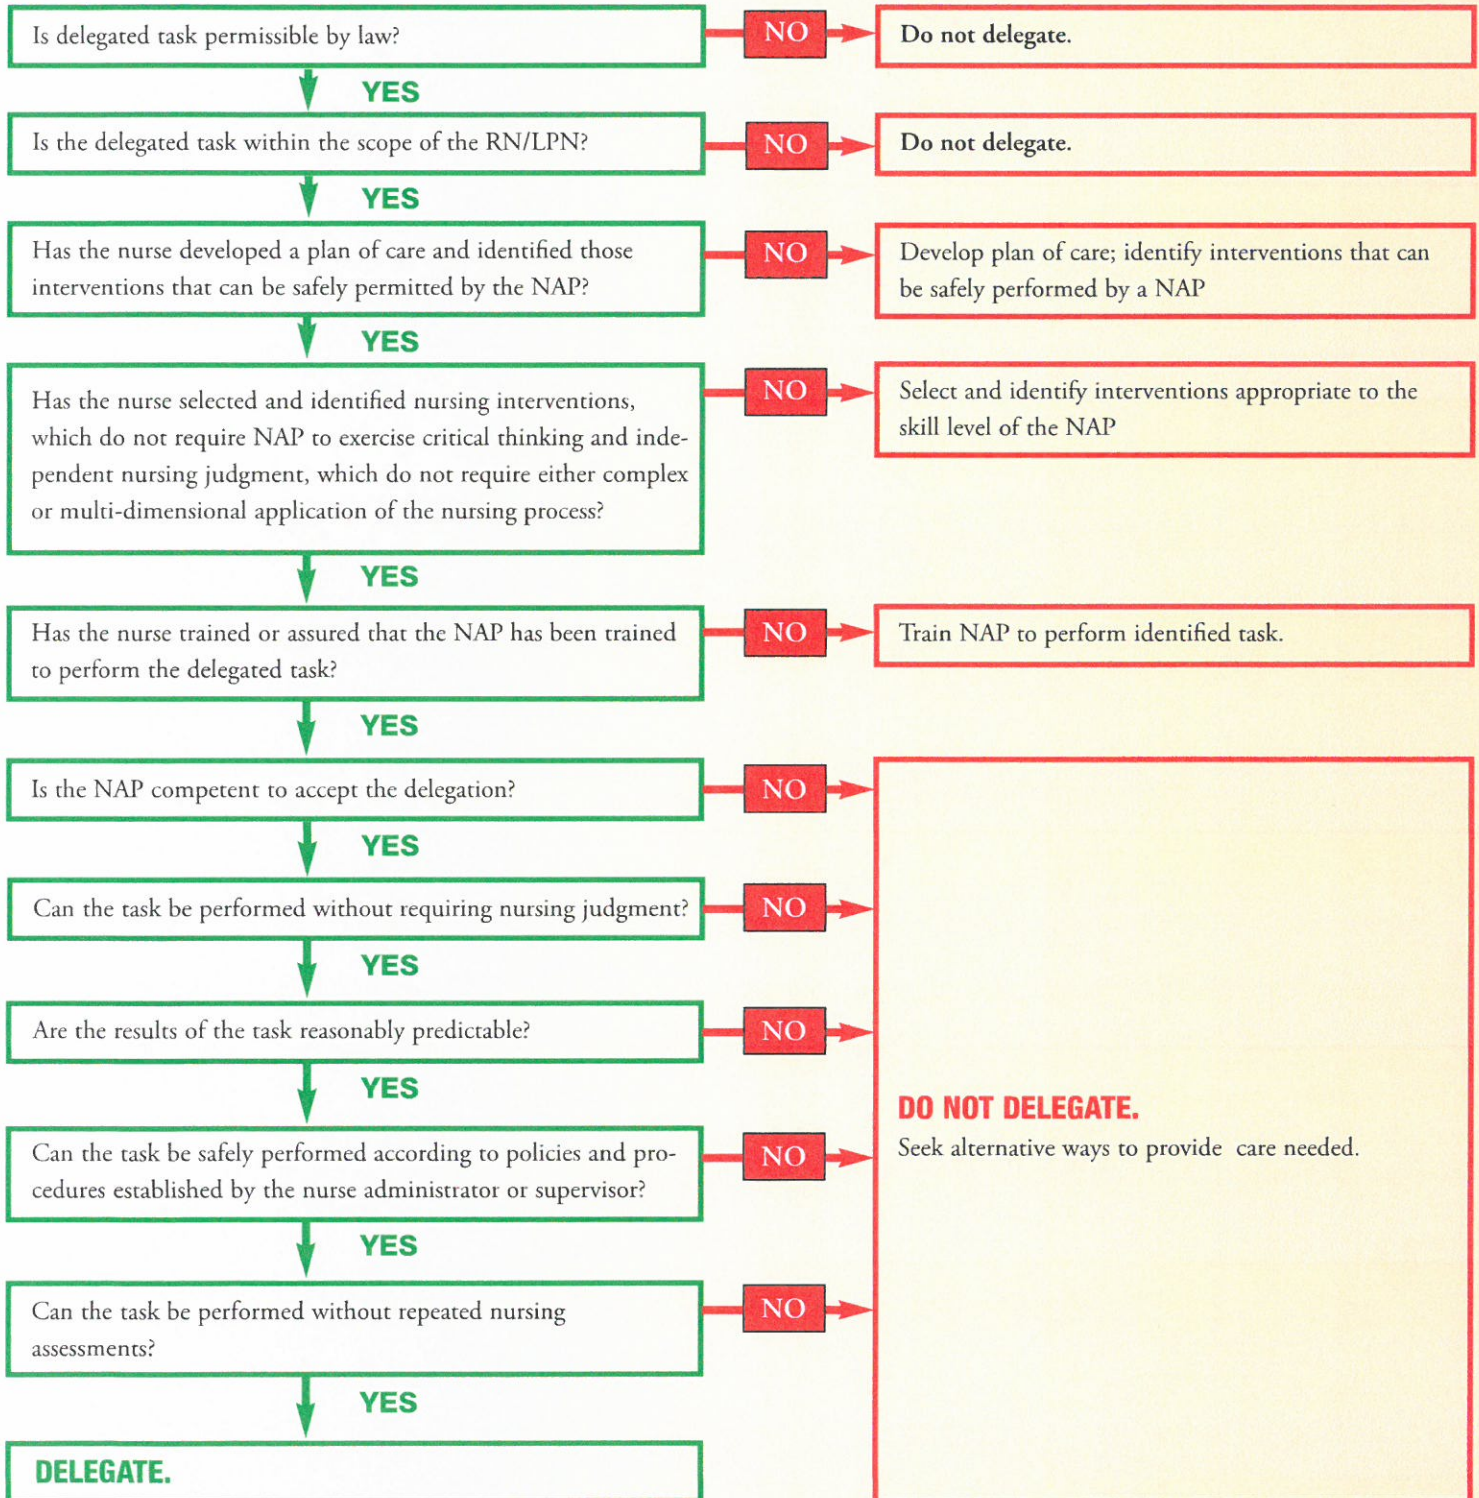 Is delegated task permissible by law?
NO
Do not delegate.
YES
Is the delegated task within the scope of the RN/LPN?
NO
Do not delegate.
YES
Has the nurse developed a plan of care and identified those
interventions that can be safely permitted by the NAP?
NO
Develop plan of care; identify interventions that can
be safely performed by a NAP
YES
Has the nurse selected and identified nursing interventions,
which do not require NAP to exercise critical thinking and inde-
pendent nursing judgment, which do not require either complex
or multi-dimensional application of the nursing process?
NO
Select and identify interventions appropriate to the
skill level of the NAP
YES
Has the nurse trained or assured that the NAP has been trained
to perform the delegated task?
NO
Train NAP to perform identified task.
YES
Is the NAP competent to accept the delegation?
NO
YES
Can the task be performed without requiring nursing judgment?
NO
YES
Are the results of the task reasonably predictable?
NO
YES
Can the task be safely performed according to policies and pro-
cedures established by the nurse administrator or supervisor?
NO
YES
Can the task be performed without repeated nursing
assessments?
NO
DO NOT DELEGATE.
Seek alternative ways to provide care needed.
YES
DELEGATE.